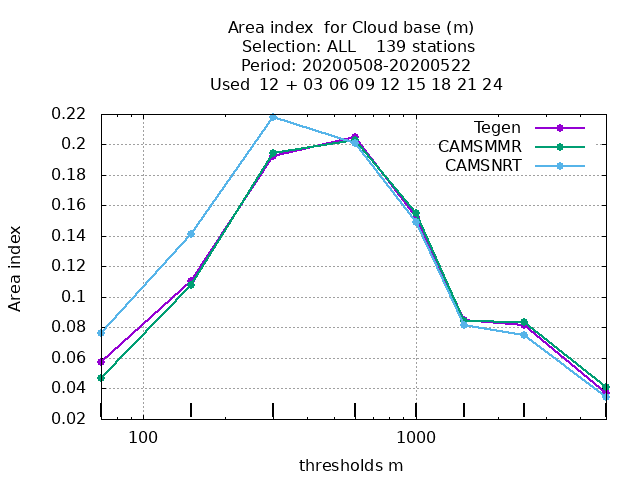 Area index  for Cloud base (m)
Selection: ALL    139 stations
Period: 20200508-20200522
Used  12 + 03 06 09 12 15 18 21 24
Tegen
CAMSMMR
CAMSNRT
0.22
0.2
0.18
0.16
0.14
0.12
0.1
0.08
0.06
0.04
0.02
Area index
100
1000
thresholds m